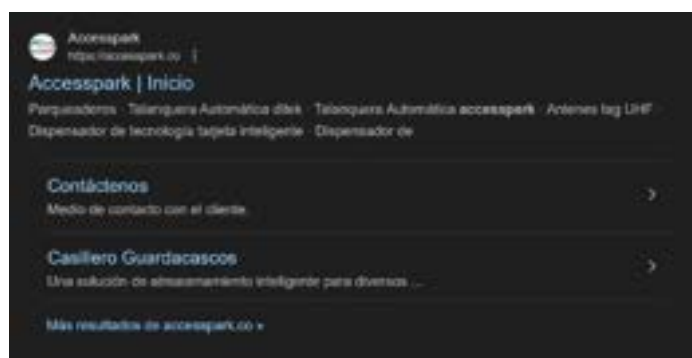 Accesspark
https://accesspark.co
Accesspark | Inicio
Parqueaderos · Talanquera Automática ditek · Talanquera Automática accesspark · Antenas tag UHF ·
Dispensador de tecnología tarjeta inteligente · Dispensador de
Contáctenos
Medio de contacto con el cliente.
Casillero Guardacascos
Una solución de almacenamiento inteligente para diversos ...
Más resultados de accesspark.co »